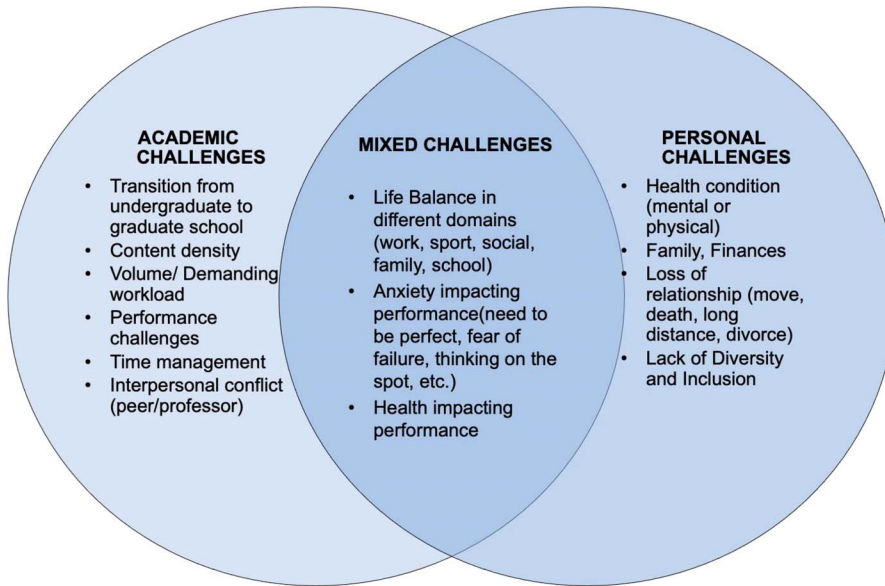 ACADEMIC
CHALLENGES
• Transition from
undergraduate to
graduate school
• Content density
• Volume/ Demanding
workload
• Performance
challenges
• Time management
• Interpersonal conflict
(peer/professor)
MIXED CHALLENGES
• Life Balance in
different domains
(work, sport, social,
family, school)
• Anxiety impacting
performance(need to
be perfect, fear of
failure, thinking on the
spot, etc.)
• Health impacting
performance
PERSONAL
CHALLENGES
• Health condition
(mental or
physical)
• Family, Finances
• Loss of
relationship (move,
death, long
distance, divorce)
• Lack of Diversity
and Inclusion